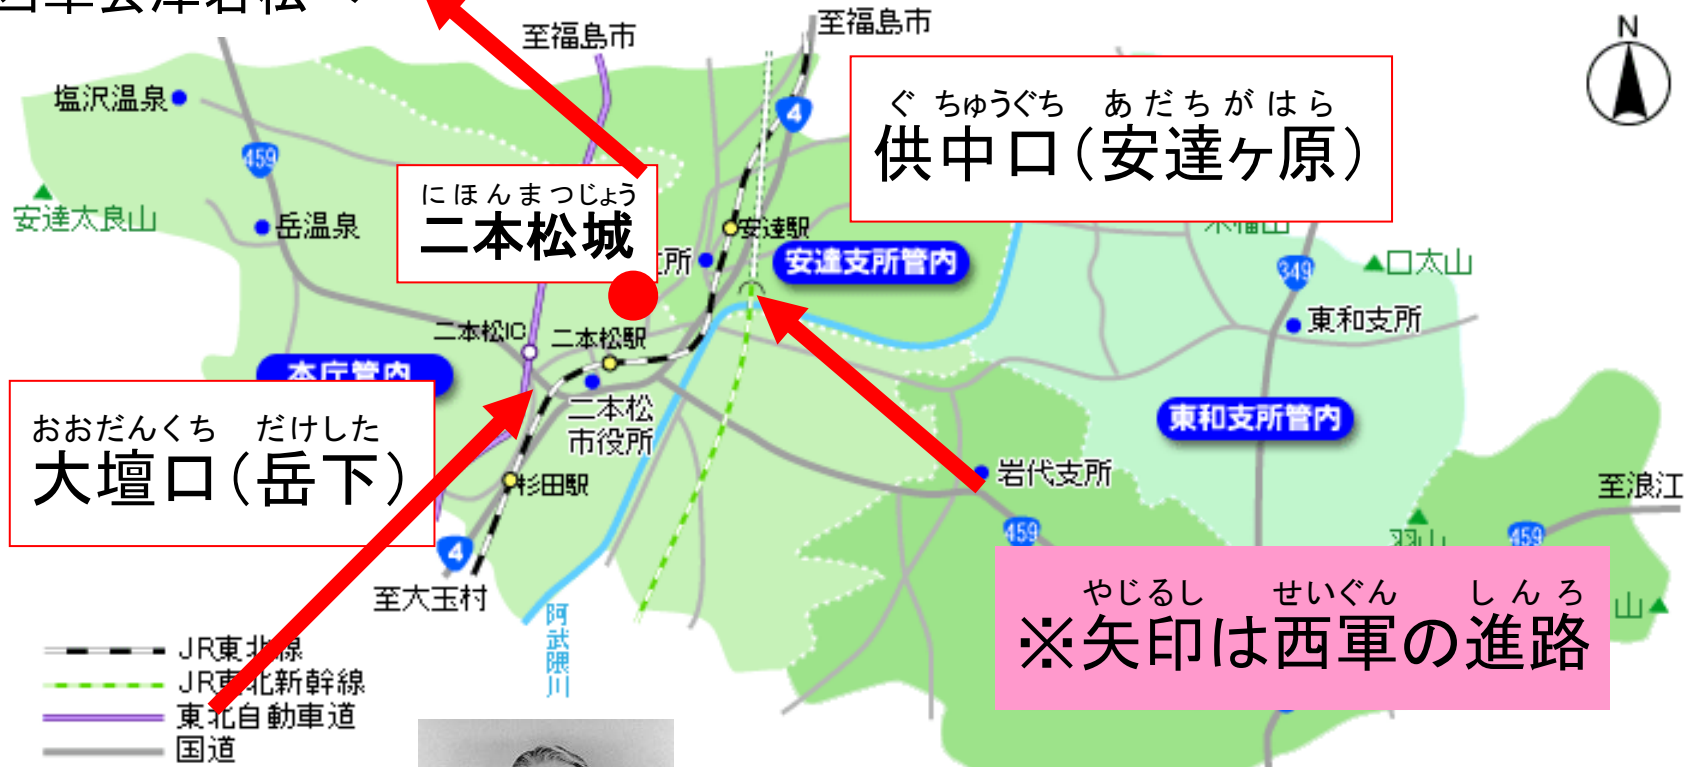 至福島市
至福島市
N
塩沢温泉
4
ぐ ちゅうぐち あ だ ち が は ら
供中口（安達ヶ原）
459
安達太良山
岳温泉
に ほ ん ま つ じょう
二本松城
安達駅
所
安達支所管内
349
口太山
東和支所
二本松IC
二本松駅
本庁管内
二本松
市役所
東和支所管内
おおだんくち だけした
大壇口（岳下）
杉田駅
岩代支所
至浪江
459
459
羽山
4
至大玉村
阿武隈川
やじるし せいぐん し ん ろ
※矢印は西軍の進路
山
JR東北線
JR東北新幹線
東北自動車道
国道